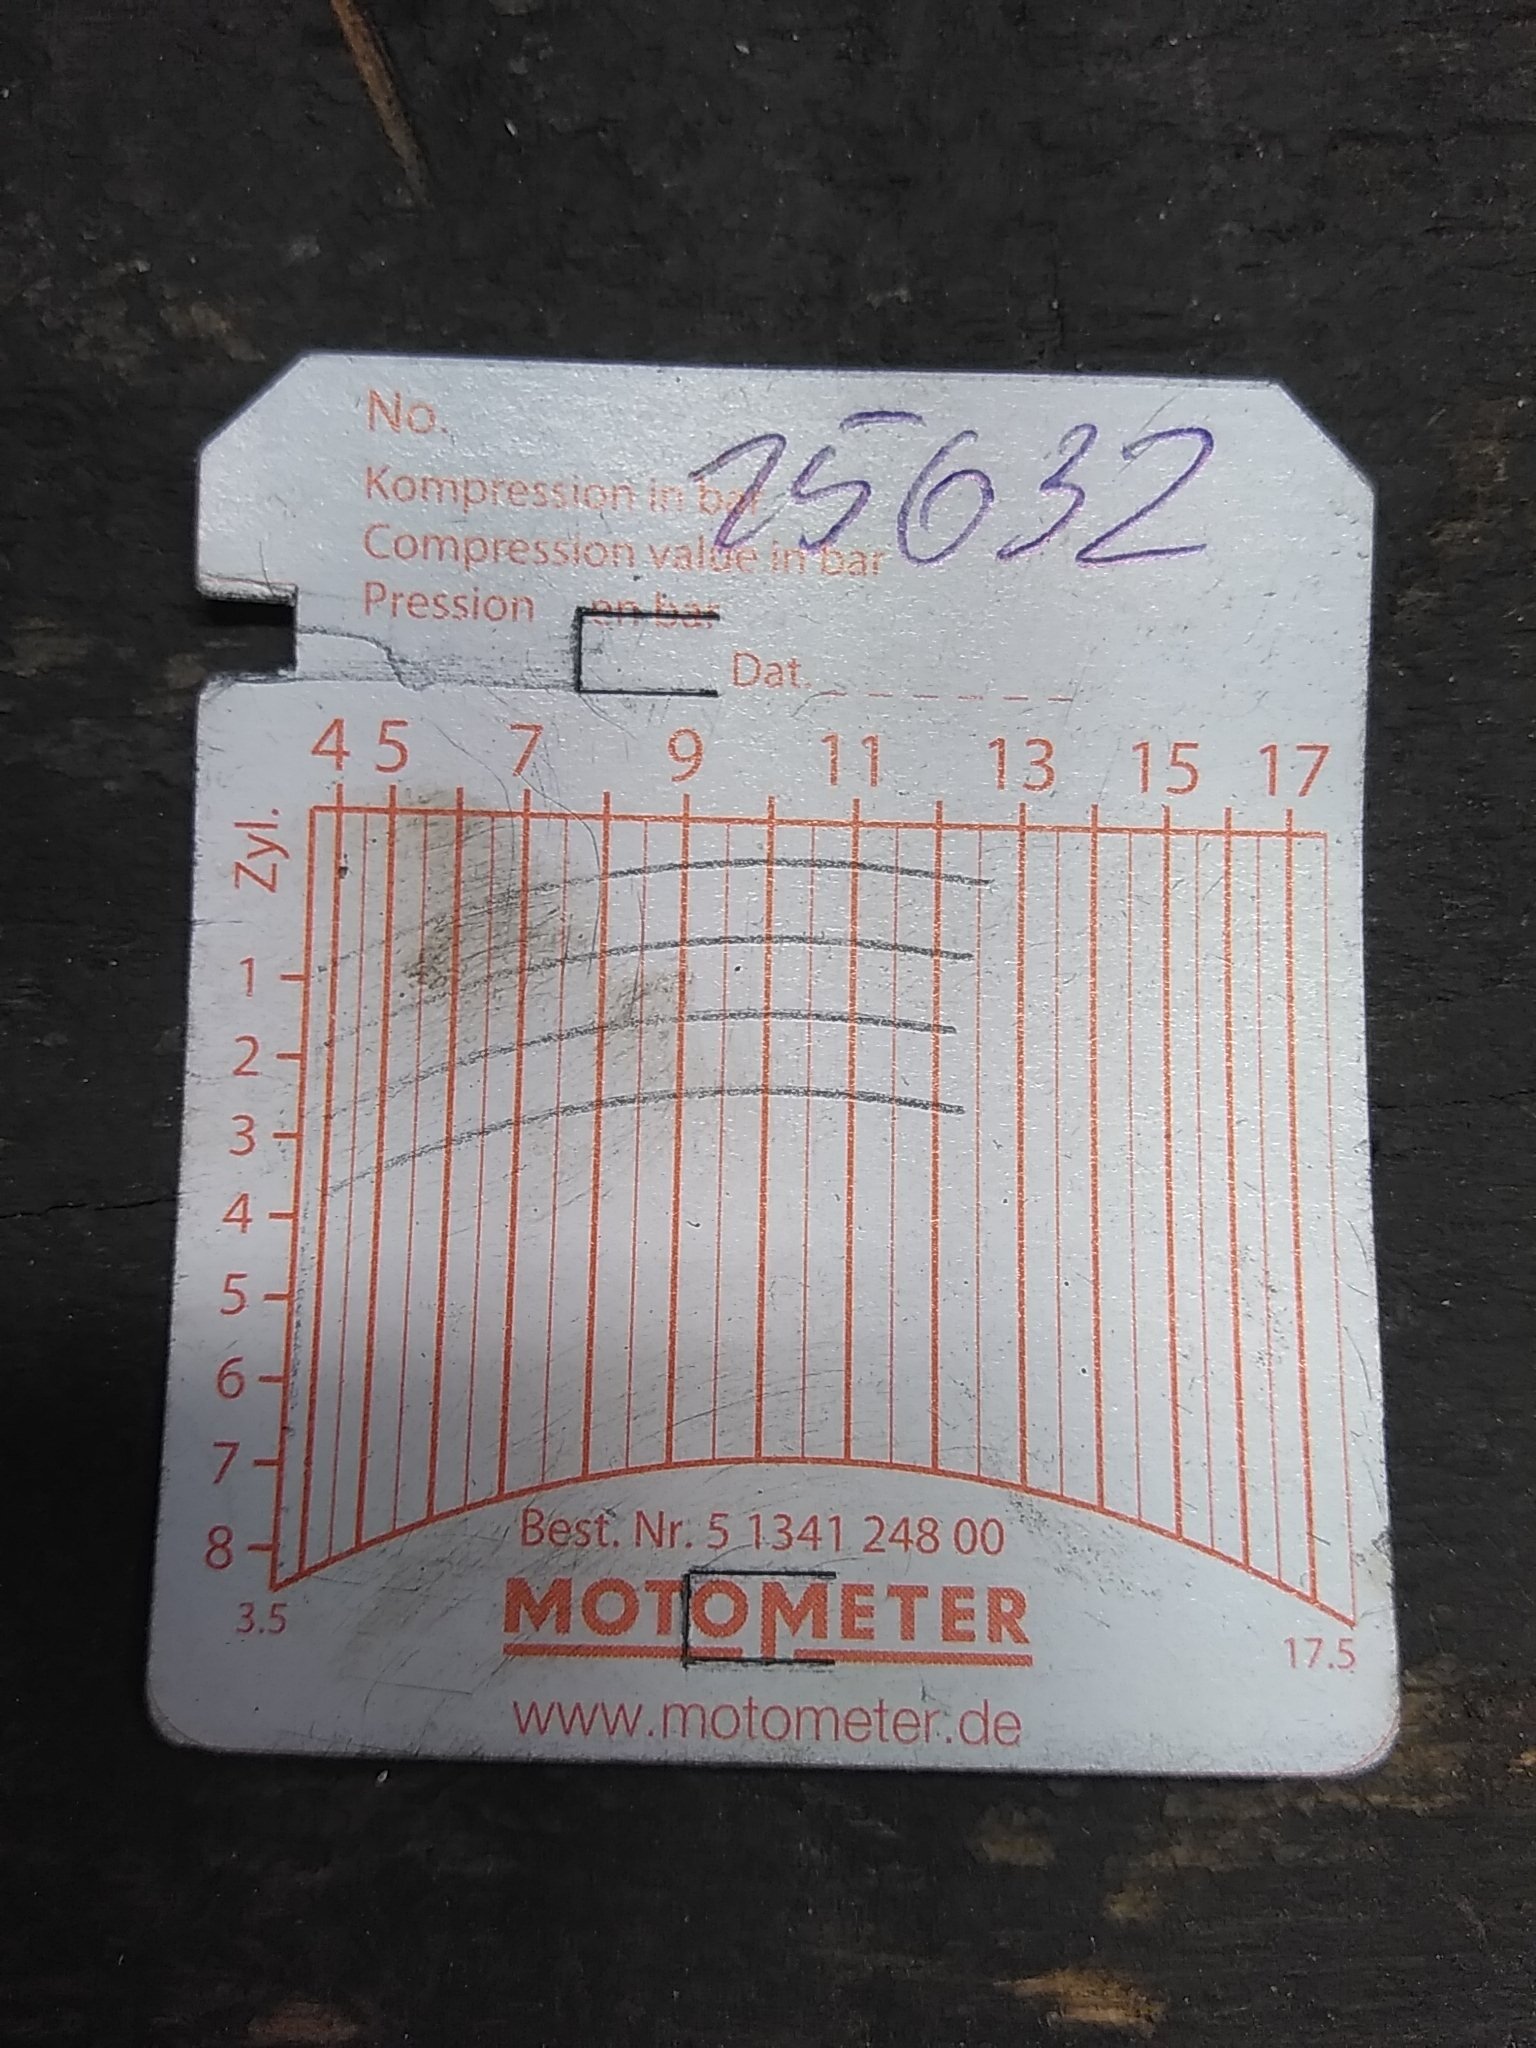 No.
25632
Kompression in bar
Compression value in bar
Pression en bar
Dat.
4 5 7 9 11 13 15 17
Zyl.
1
2
3
4
5
6
7
8
3.5
17.5
Best. Nr. 5 1341 248 00
MOTOMETER
www.motometer.de